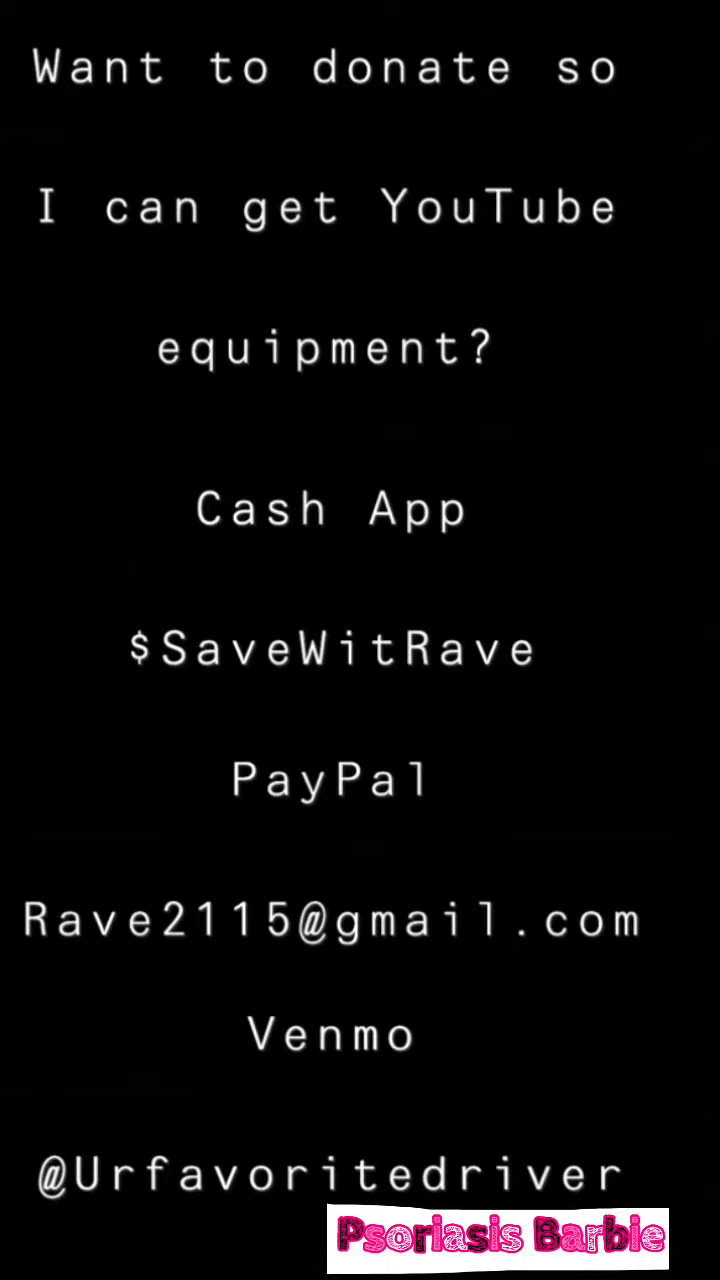 Want to donate so
I can get YouTube
equipment?
Cash App
$SaveWitRave
PayPal
Rave2115@gmail.com
Venmo
@Urfavoritedriver
Psoriasis Barbie